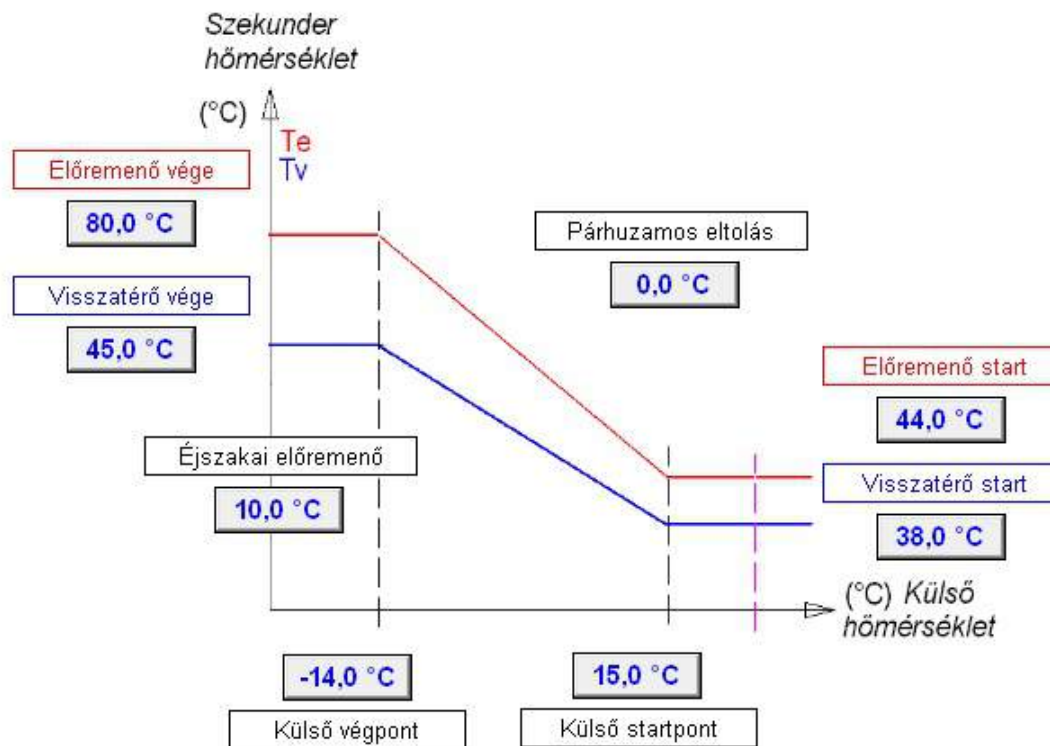 Szekunder
hőmérséklet
(°C)
Te
Tv
Előremenő vége
80,0 °C
Visszatérő vége
45,0 °C
Párhuzamos eltolás
0,0 °C
Előremenő start
44,0 °C
Visszatérő start
38,0 °C
Éjszakai előremenő
10,0 °C
(°C) Külső
hőmérséklet
-14,0 °C
Külső végpont
15,0 °C
Külső startpont